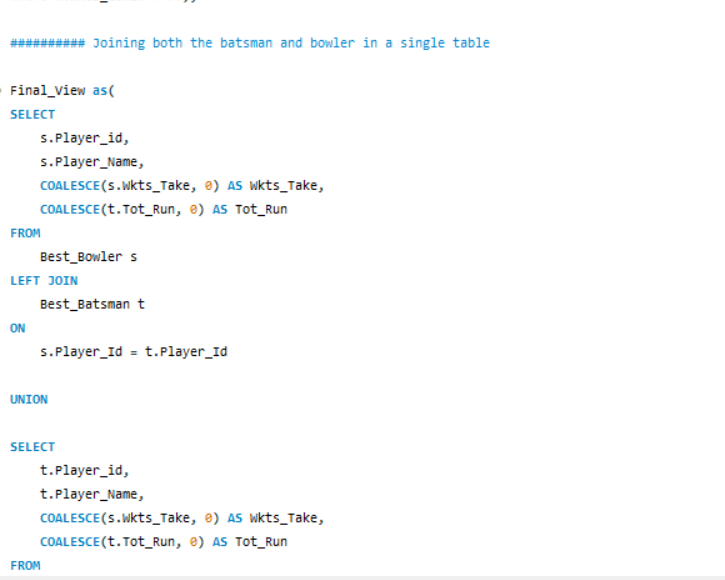 ########## Joining both the batsman and bowler in a single table
Final_View as(
SELECT
s.Player_id,
s.Player_Name,
COALESCE(s.Wkts_Take, 0) AS Wkts_Take,
COALESCE(t.Tot_Run, 0) AS Tot_Run
FROM
Best_Bowler s
LEFT JOIN
Best_Batsman t
ON
s.Player_Id = t.Player_Id
UNION
SELECT
t.Player_id,
t.Player_Name,
COALESCE(s.Wkts_Take, 0) AS Wkts_Take,
COALESCE(t.Tot_Run, 0) AS Tot_Run
FROM